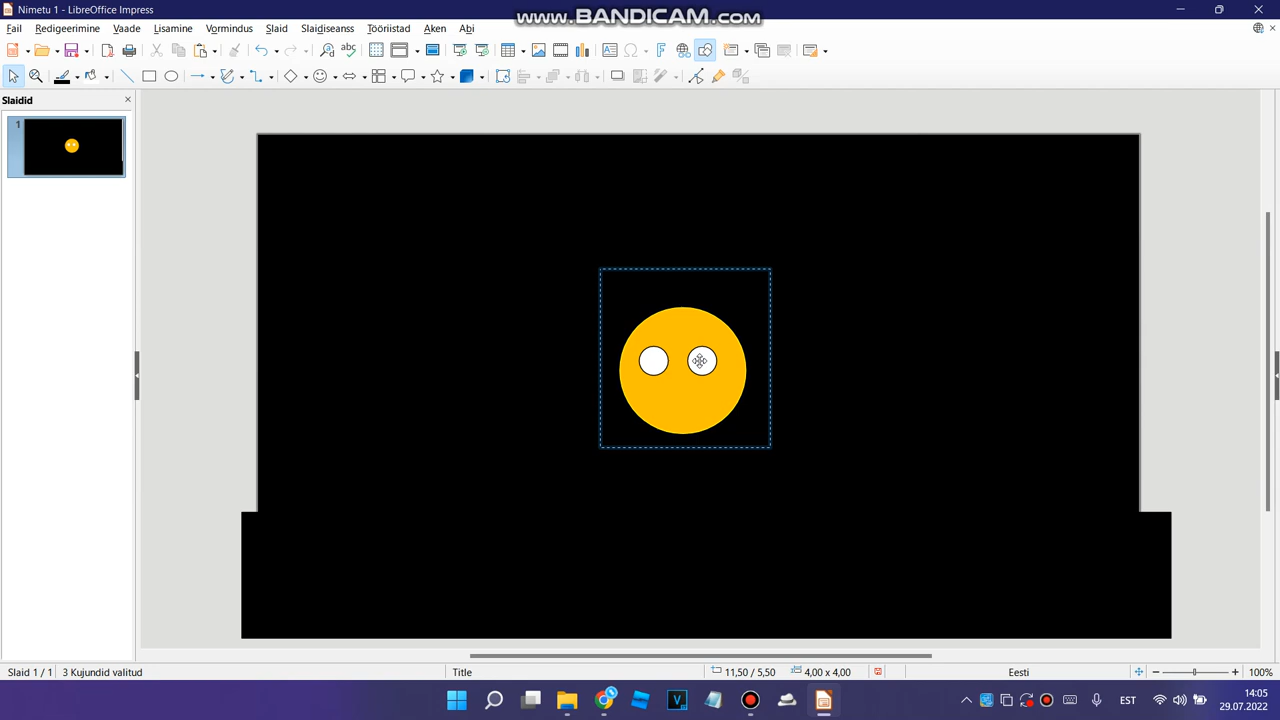 Nimetu 1 - LibreOffice Impress
www.BANDICAM.com
Fail Redigeerimine Vaade Lisamine Vormindus Slaid Slaidiseanss Tööriistad Aken Abi
Slaidid
1
Slaid 1 / 1
3 Kujundid valitud
Title
11,50 / 5,50
4,00 x 4,00
Eesti
100%
EST
14:05
29.07.2022